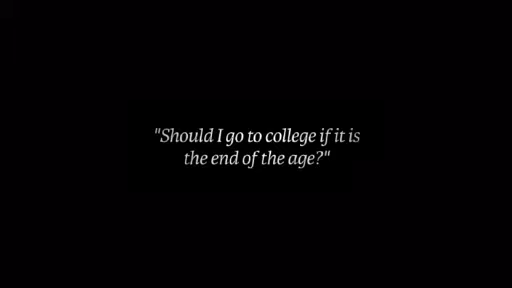 "Should I go to college if it is
the end of the age?"